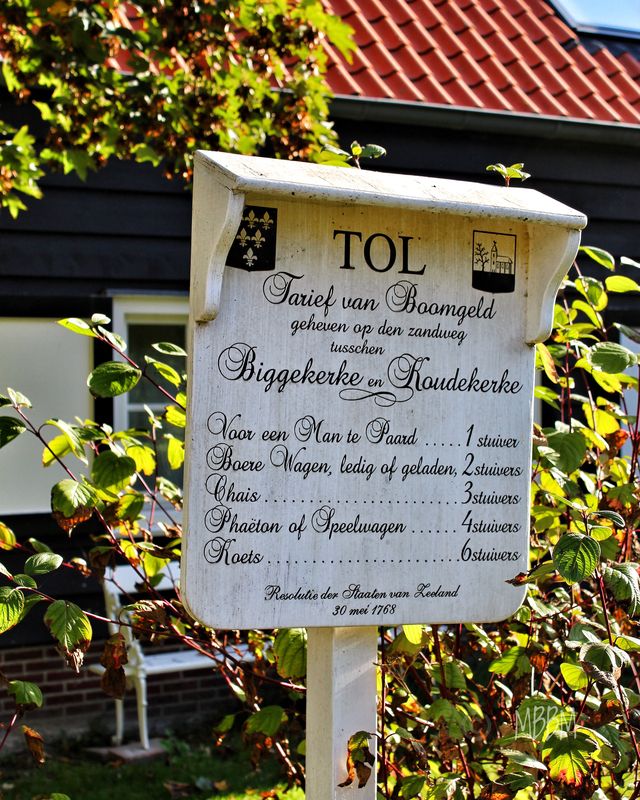 TOL
Tarief van Boomgeld
geheven op den zandweg
tusschen
Biggekerke en Koudekerke
Voor een Man te Paard ..... 1 stuiver
Boere Wagen, ledig of geladen, 2 stuivers
Chais ........................ 3 stuivers
Phaëton of Speelwagen ....... 4 stuivers
Koets ........................ 6 stuivers
Resolutie der Staaten van Zeeland
30 mei 1768
MBBM